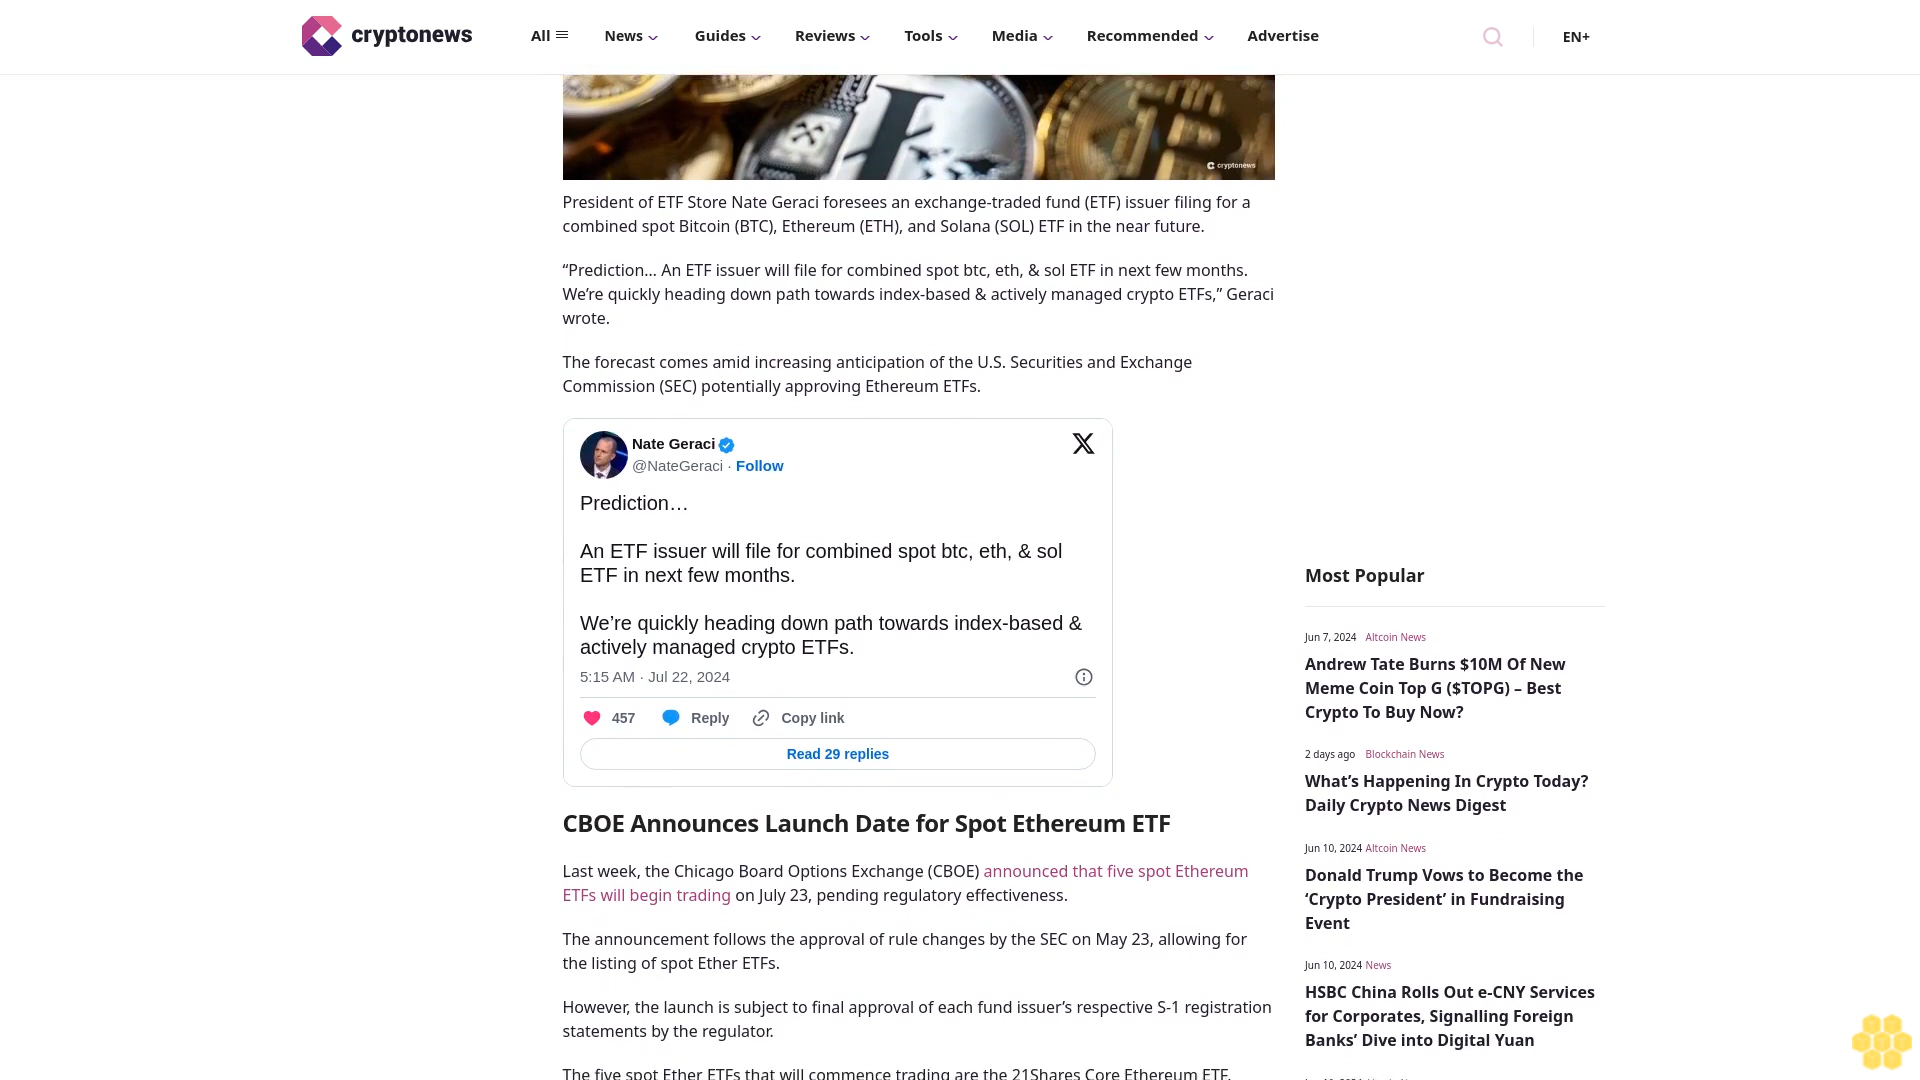 cryptonews
All
News
Guides
Reviews
Tools
Media
Recommended
Advertise
EN+
cryptonews
President of ETF Store Nate Geraci foresees an exchange-traded fund (ETF) issuer filing for a
combined spot Bitcoin (BTC), Ethereum (ETH), and Solana (SOL) ETF in the near future.
“Prediction… An ETF issuer will file for combined spot btc, eth, & sol ETF in next few months.
We’re quickly heading down path towards index-based & actively managed crypto ETFs,” Geraci
wrote.
The forecast comes amid increasing anticipation of the U.S. Securities and Exchange
Commission (SEC) potentially approving Ethereum ETFs.
Nate Geraci
@NateGeraci · Follow
Prediction…
An ETF issuer will file for combined spot btc, eth, & sol
ETF in next few months.
We’re quickly heading down path towards index-based &
actively managed crypto ETFs.
5:15 AM · Jul 22, 2024
457
Reply
Copy link
Read 29 replies
CBOE Announces Launch Date for Spot Ethereum ETF
Last week, the Chicago Board Options Exchange (CBOE) announced that five spot Ethereum
ETFs will begin trading on July 23, pending regulatory effectiveness.
The announcement follows the approval of rule changes by the SEC on May 23, allowing for
the listing of spot Ether ETFs.
However, the launch is subject to final approval of each fund issuer’s respective S-1 registration
statements by the regulator.
The five spot Ether ETFs that will commence trading are the 21Shares Core Ethereum ETF,
Most Popular
Jun 7, 2024 Altcoin News
Andrew Tate Burns $10M Of New
Meme Coin Top G ($TOPG) – Best
Crypto To Buy Now?
2 days ago Blockchain News
What’s Happening In Crypto Today?
Daily Crypto News Digest
Jun 10, 2024 Altcoin News
Donald Trump Vows to Become the
‘Crypto President’ in Fundraising
Event
Jun 10, 2024 News
HSBC China Rolls Out e-CNY Services
for Corporates, Signalling Foreign
Banks’ Dive into Digital Yuan